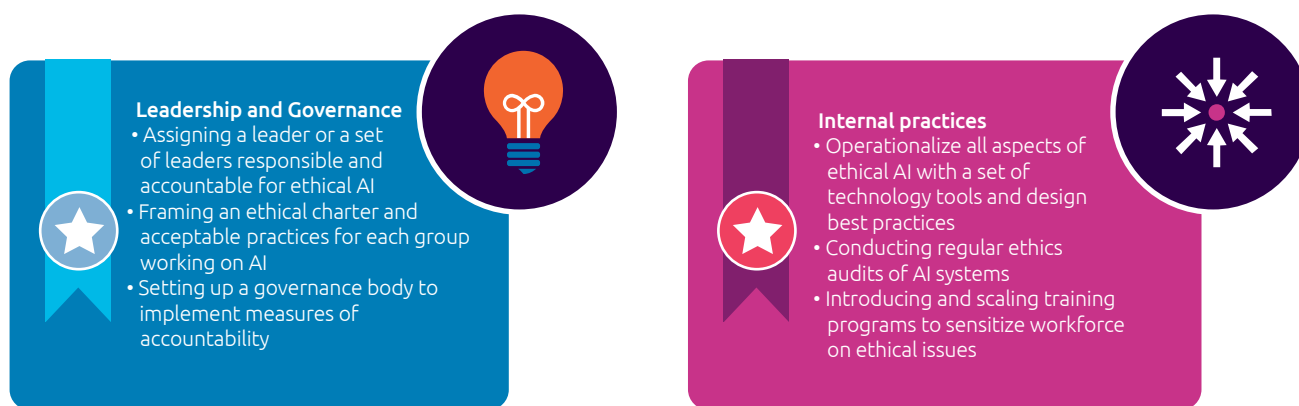 Leadership and Governance
• Assigning a leader or a set
of leaders responsible and
accountable for ethical AI
• Framing an ethical charter and
acceptable practices for each group
working on AI
• Setting up a governance body to
implement measures of
accountability
Internal practices
• Operationalize all aspects of
ethical AI with a set of
technology tools and design
best practices
• Conducting regular ethics
audits of AI systems
• Introducing and scaling training
programs to sensitize workforce
on ethical issues